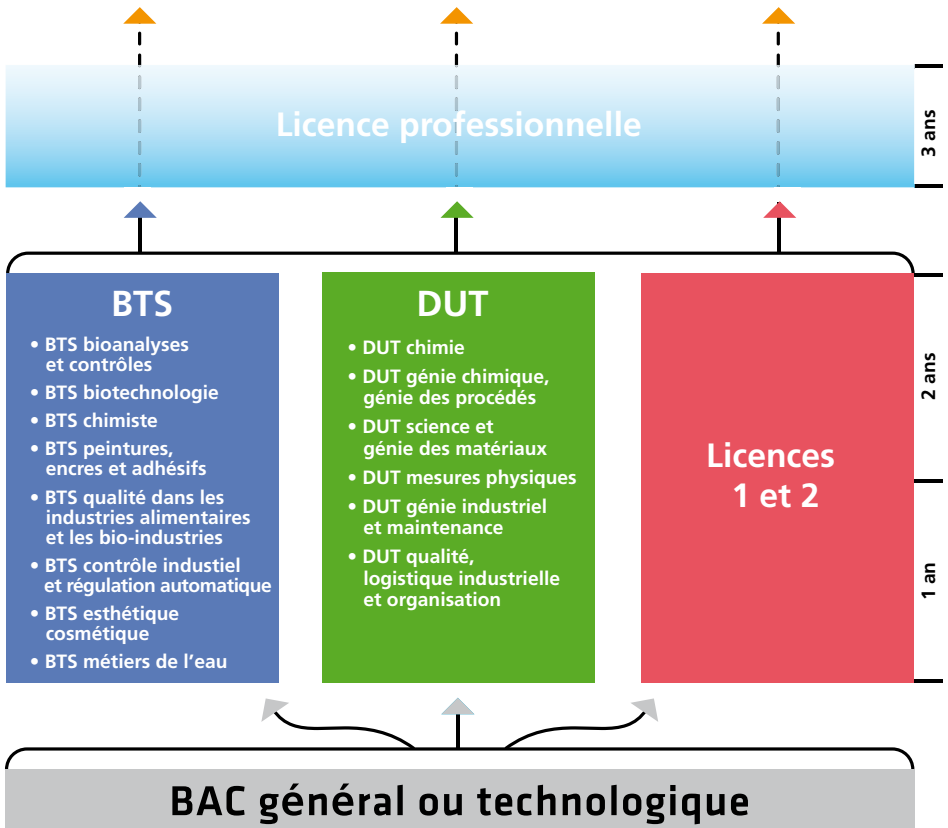 Licence professionnelle
3 ans
BTS
• BTS bioanalyses
et contrôles
• BTS biotechnologie
• BTS chimiste
• BTS peintures,
encres et adhésifs
• BTS qualité dans les
industries alimentaires
et les bio-industries
• BTS contrôle industiel
et régulation automatique
• BTS esthétique
cosmétique
• BTS métiers de l'eau
DUT
• DUT chimie
• DUT génie chimique,
génie des procédés
• DUT science et
génie des matériaux
• DUT mesures physiques
• DUT génie industriel
et maintenance
• DUT qualité,
logistique industrielle
et organisation
Licences
1 et 2
2 ans
1 an
BAC général ou technologique